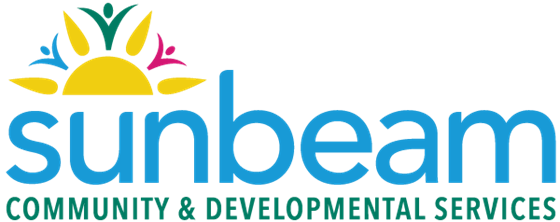 sunbeam
COMMUNITY & DEVELOPMENTAL SERVICES